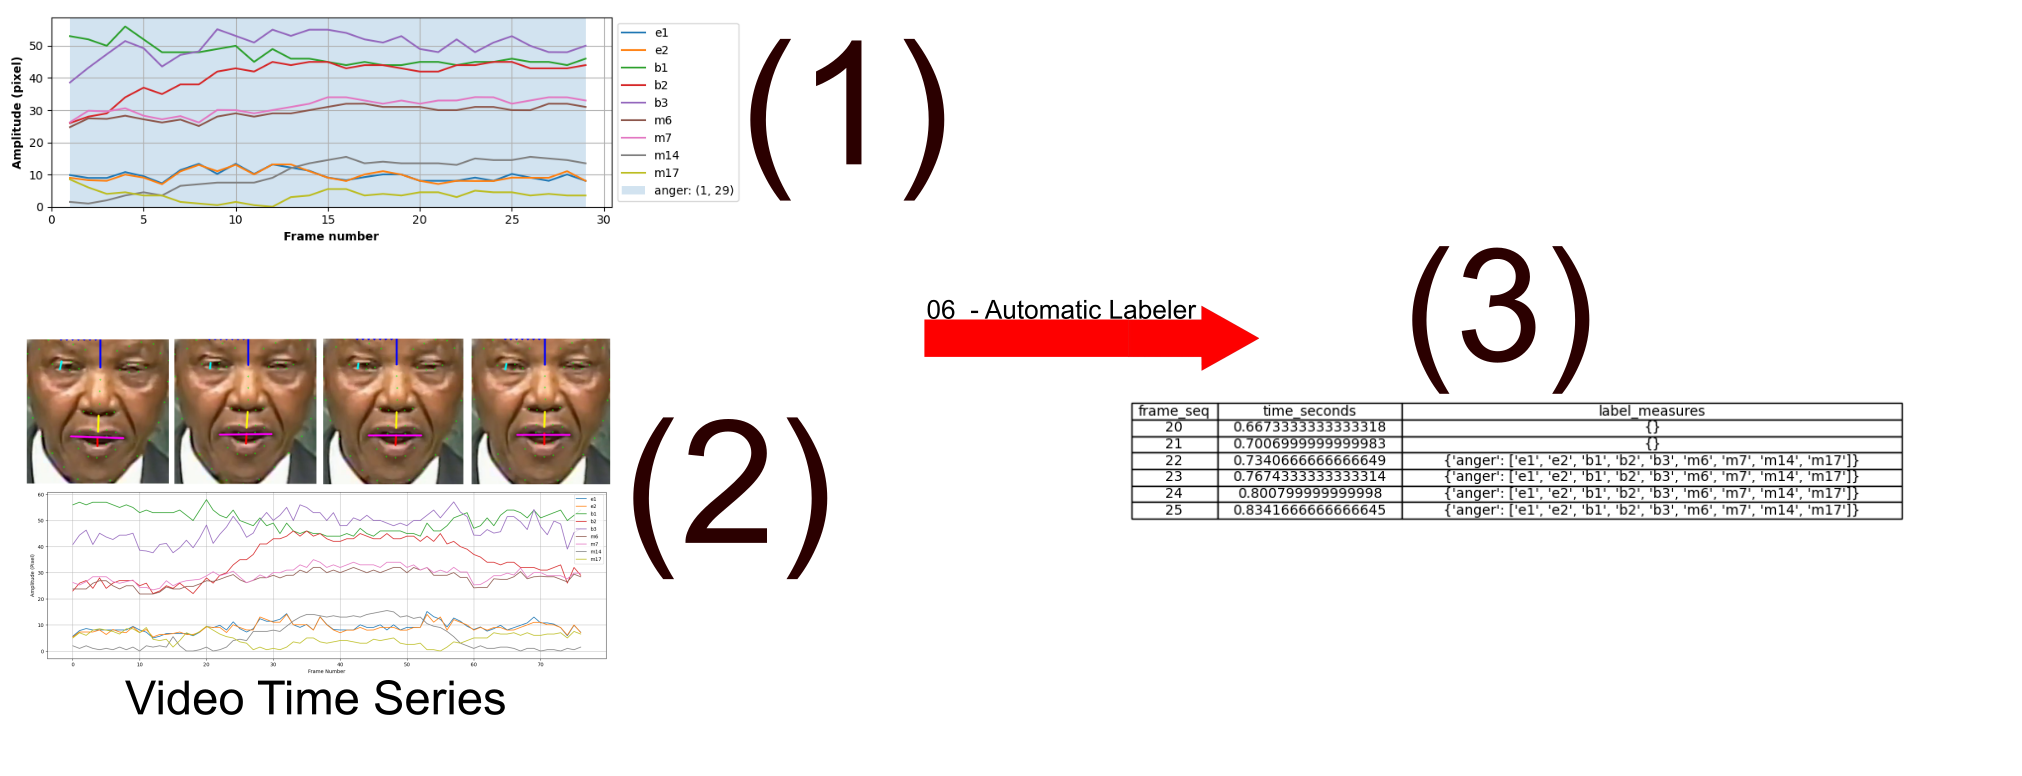 50
40
30
20
10
0
Amplitude (pixel)
0 5 10 15 20 25 30
Frame number
e1
e2
b1
b2
b3
m6
m7
m14
m17
anger: (1, 29)
(1)
06 - Automatic Labeler
(2)
60
50
40
30
20
10
0
Amplitude (Pixel)
0 10 20 30 40 50 60 70
Frame Number
e1
e2
b1
b2
b3
m6
m7
m14
m17
Video Time Series
(3)
frame_seq time_seconds label_measures
20 0.6673333333333318 {}
21 0.7006999999999983 {}
22 0.7340666666666649 {'anger': ['e1', 'e2', 'b1', 'b2', 'b3', 'm6', 'm7', 'm14', 'm17']}
23 0.7674333333333314 {'anger': ['e1', 'e2', 'b1', 'b2', 'b3', 'm6', 'm7', 'm14', 'm17']}
24 0.800799999999998 {'anger': ['e1', 'e2', 'b1', 'b2', 'b3', 'm6', 'm7', 'm14', 'm17']}
25 0.8341666666666645 {'anger': ['e1', 'e2', 'b1', 'b2', 'b3', 'm6', 'm7', 'm14', 'm17']}